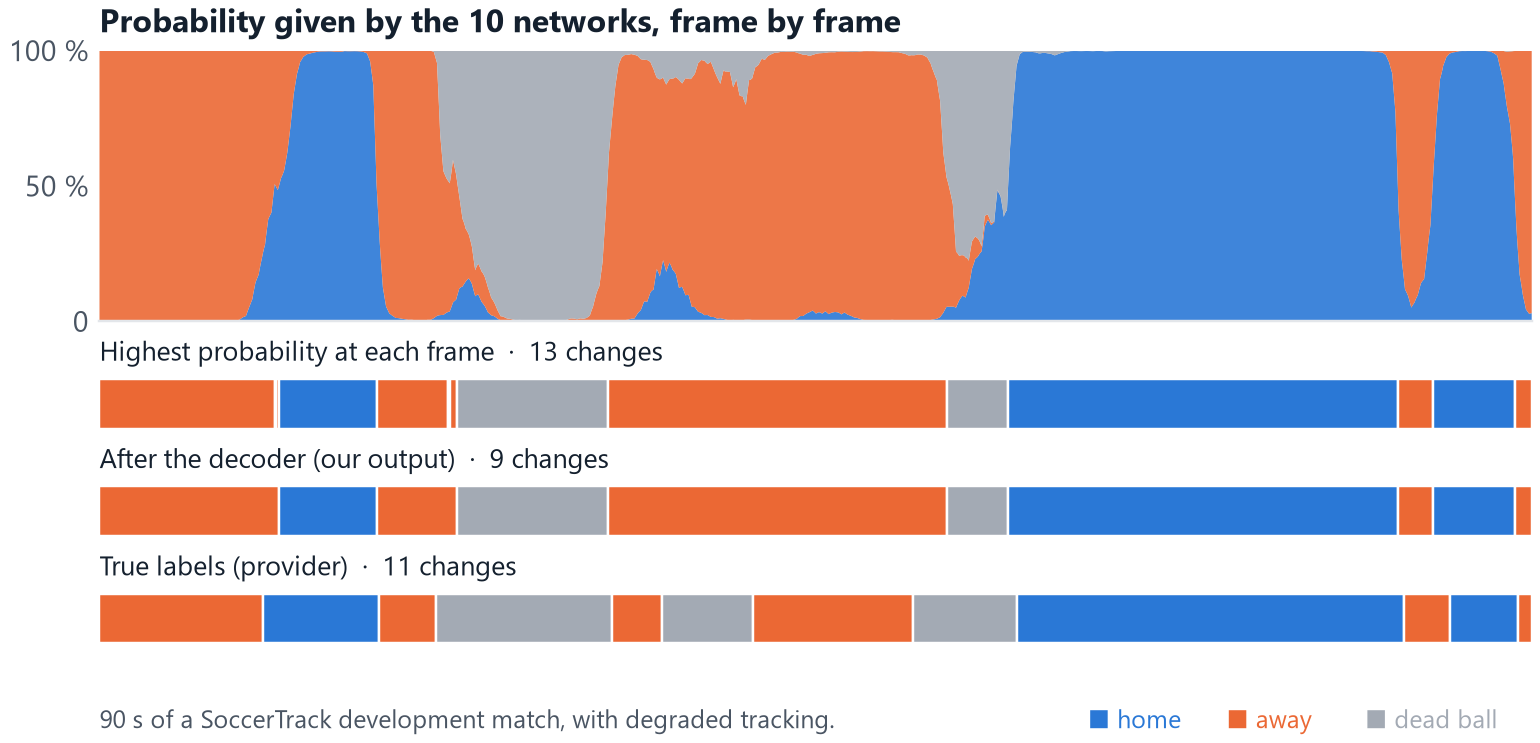 Probability given by the 10 networks, frame by frame
100 %
50 %
0
Highest probability at each frame · 13 changes
After the decoder (our output) · 9 changes
True labels (provider) · 11 changes
90 s of a SoccerTrack development match, with degraded tracking.
home away dead ball